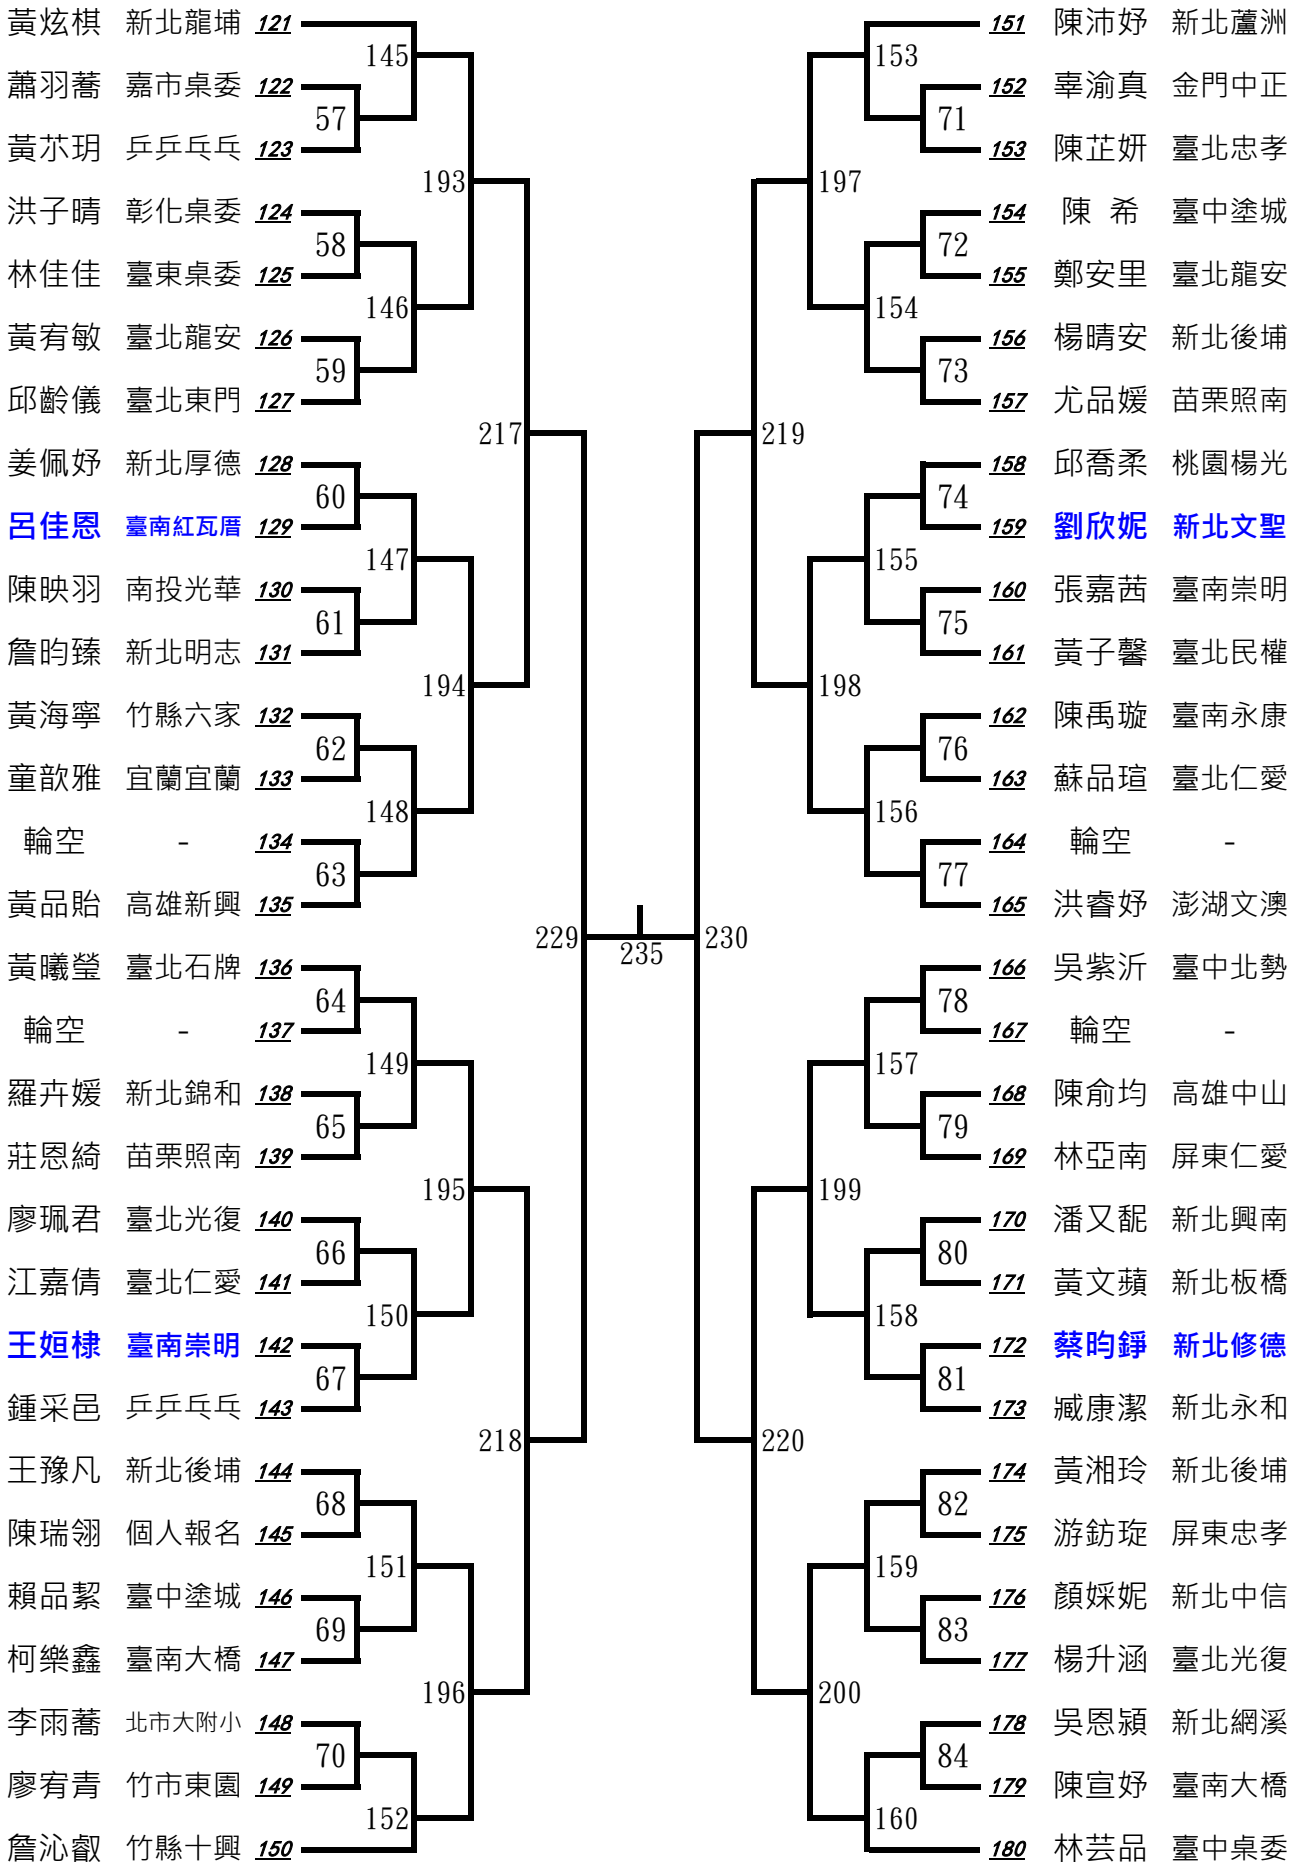 黃炫棋 新北龍埔 121
145
蕭羽蕎 嘉市桌委 122
57
黃苶玥 乒乒乓乓 123
193
洪子晴 彰化桌委 124
58
林佳佳 臺東桌委 125
146
黃宥敏 臺北龍安 126
59
邱齡儀 臺北東門 127
217
姜佩妤 新北厚德 128
60
呂佳恩 臺南紅瓦厝 129
147
陳映羽 南投光華 130
61
詹昀臻 新北明志 131
194
黃海寧 竹縣六家 132
62
童歆雅 宜蘭宜蘭 133
148
輪空 - 134
63
黃品貽 高雄新興 135
229
黃曦瑩 臺北石牌 136
64
輪空 - 137
149
羅卉媛 新北錦和 138
65
莊恩綺 苗栗照南 139
195
廖珮君 臺北光復 140
66
江嘉倩 臺北仁愛 141
150
王姮棣 臺南崇明 142
67
鍾采邑 乒乒乓乓 143
218
王豫凡 新北後埔 144
68
陳瑞翎 個人報名 145
151
賴品絜 臺中塗城 146
69
柯樂鑫 臺南大橋 147
196
李雨蕎 北市大附小 148
70
廖宥青 竹市東園 149
152
詹沁叡 竹縣十興 150
235
151 陳沛妤 新北蘆洲
153
152 辜渝真 金門中正
71
153 陳芷妍 臺北忠孝
197
154 陳 希 臺中塗城
72
155 鄭安里 臺北龍安
154
156 楊晴安 新北後埔
73
157 尤品媛 苗栗照南
219
158 邱喬柔 桃園楊光
74
159 劉欣妮 新北文聖
155
160 張嘉茜 臺南崇明
75
161 黃子馨 臺北民權
198
162 陳禹璇 臺南永康
76
163 蘇品瑄 臺北仁愛
156
164 輪空 -
77
165 洪睿妤 澎湖文澳
230
166 吳紫沂 臺中北勢
78
167 輪空 -
157
168 陳俞均 高雄中山
79
169 林亞南 屏東仁愛
199
170 潘又馜 新北興南
80
171 黃文蘋 新北板橋
158
172 蔡昀錚 新北修德
81
173 臧康潔 新北永和
220
174 黃湘玲 新北後埔
82
175 游鈁琁 屏東忠孝
159
176 顏婇妮 新北中信
83
177 楊升涵 臺北光復
200
178 吳恩潁 新北網溪
84
179 陳宣妤 臺南大橋
160
180 林芸品 臺中桌委